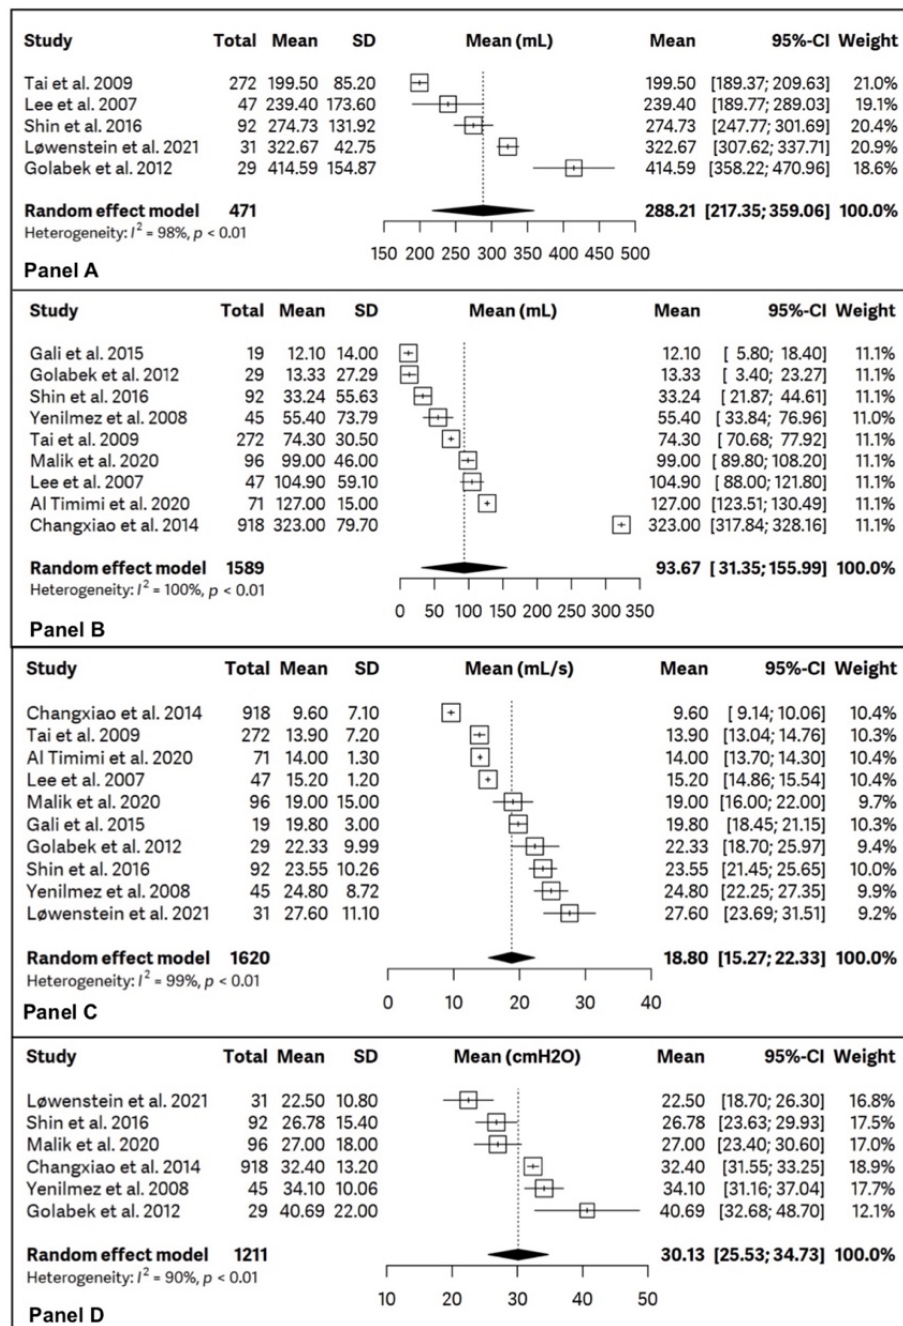 Study Total Mean SD Mean (mL) Mean 95%-CI Weight
Tai et al. 2009 272 199.50 85.20 199.50 [189.37; 209.63] 21.0%
Lee et al. 2007 47 239.40 173.60 239.40 [189.77; 289.03] 19.1%
Shin et al. 2016 92 274.73 131.92 274.73 [247.77; 301.69] 20.4%
Løwenstein et al. 2021 31 322.67 42.75 322.67 [307.62; 337.71] 20.9%
Golabek et al. 2012 29 414.59 154.87 414.59 [358.22; 470.96] 18.6%
Random effect model 471 288.21 [217.35; 359.06] 100.0%
Heterogeneity: I² = 98%, p < 0.01
150 200 250 300 350 400 450 500
Panel A
Study Total Mean SD Mean (mL) Mean 95%-CI Weight
Gali et al. 2015 19 12.10 14.00 12.10 [ 5.80; 18.40] 11.1%
Golabek et al. 2012 29 13.33 27.29 13.33 [ 3.40; 23.27] 11.1%
Shin et al. 2016 92 33.24 55.63 33.24 [ 21.87; 44.61] 11.1%
Yenilmez et al. 2008 45 55.40 73.79 55.40 [ 33.84; 76.96] 11.0%
Tai et al. 2009 272 74.30 30.50 74.30 [ 70.68; 77.92] 11.1%
Malik et al. 2020 96 99.00 46.00 99.00 [ 89.80; 108.20] 11.1%
Lee et al. 2007 47 104.90 59.10 104.90 [ 88.00; 121.80] 11.1%
Al Timimi et al. 2020 71 127.00 15.00 127.00 [123.51; 130.49] 11.1%
Changxiao et al. 2014 918 323.00 79.70 323.00 [317.84; 328.16] 11.1%
Random effect model 1589 93.67 [ 31.35; 155.99] 100.0%
Heterogeneity: I² = 100%, p < 0.01
0 50 100 150 200 250 300 350
Panel B
Study Total Mean SD Mean (mL/s) Mean 95%-CI Weight
Changxiao et al. 2014 918 9.60 7.10 9.60 [ 9.14; 10.06] 10.4%
Tai et al. 2009 272 13.90 7.20 13.90 [13.04; 14.76] 10.3%
Al Timimi et al. 2020 71 14.00 1.30 14.00 [13.70; 14.30] 10.4%
Lee et al. 2007 47 15.20 1.20 15.20 [14.86; 15.54] 10.4%
Malik et al. 2020 96 19.00 15.00 19.00 [16.00; 22.00] 9.7%
Gali et al. 2015 19 19.80 3.00 19.80 [18.45; 21.15] 10.3%
Golabek et al. 2012 29 22.33 9.99 22.33 [18.70; 25.97] 9.4%
Shin et al. 2016 92 23.55 10.26 23.55 [21.45; 25.65] 10.0%
Yenilmez et al. 2008 45 24.80 8.72 24.80 [22.25; 27.35] 9.9%
Løwenstein et al. 2021 31 27.60 11.10 27.60 [23.69; 31.51] 9.2%
Random effect model 1620 18.80 [15.27; 22.33] 100.0%
Heterogeneity: I² = 99%, p < 0.01
0 10 20 30 40
Panel C
Study Total Mean SD Mean (cmH2O) Mean 95%-CI Weight
Løwenstein et al. 2021 31 22.50 10.80 22.50 [18.70; 26.30] 16.8%
Shin et al. 2016 92 26.78 15.40 26.78 [23.63; 29.93] 17.5%
Malik et al. 2020 96 27.00 18.00 27.00 [23.40; 30.60] 17.0%
Changxiao et al. 2014 918 32.40 13.20 32.40 [31.55; 33.25] 18.9%
Yenilmez et al. 2008 45 34.10 10.06 34.10 [31.16; 37.04] 17.7%
Golabek et al. 2012 29 40.69 22.00 40.69 [32.68; 48.70] 12.1%
Random effect model 1211 30.13 [25.53; 34.73] 100.0%
Heterogeneity: I² = 90%, p < 0.01
10 20 30 40 50
Panel D